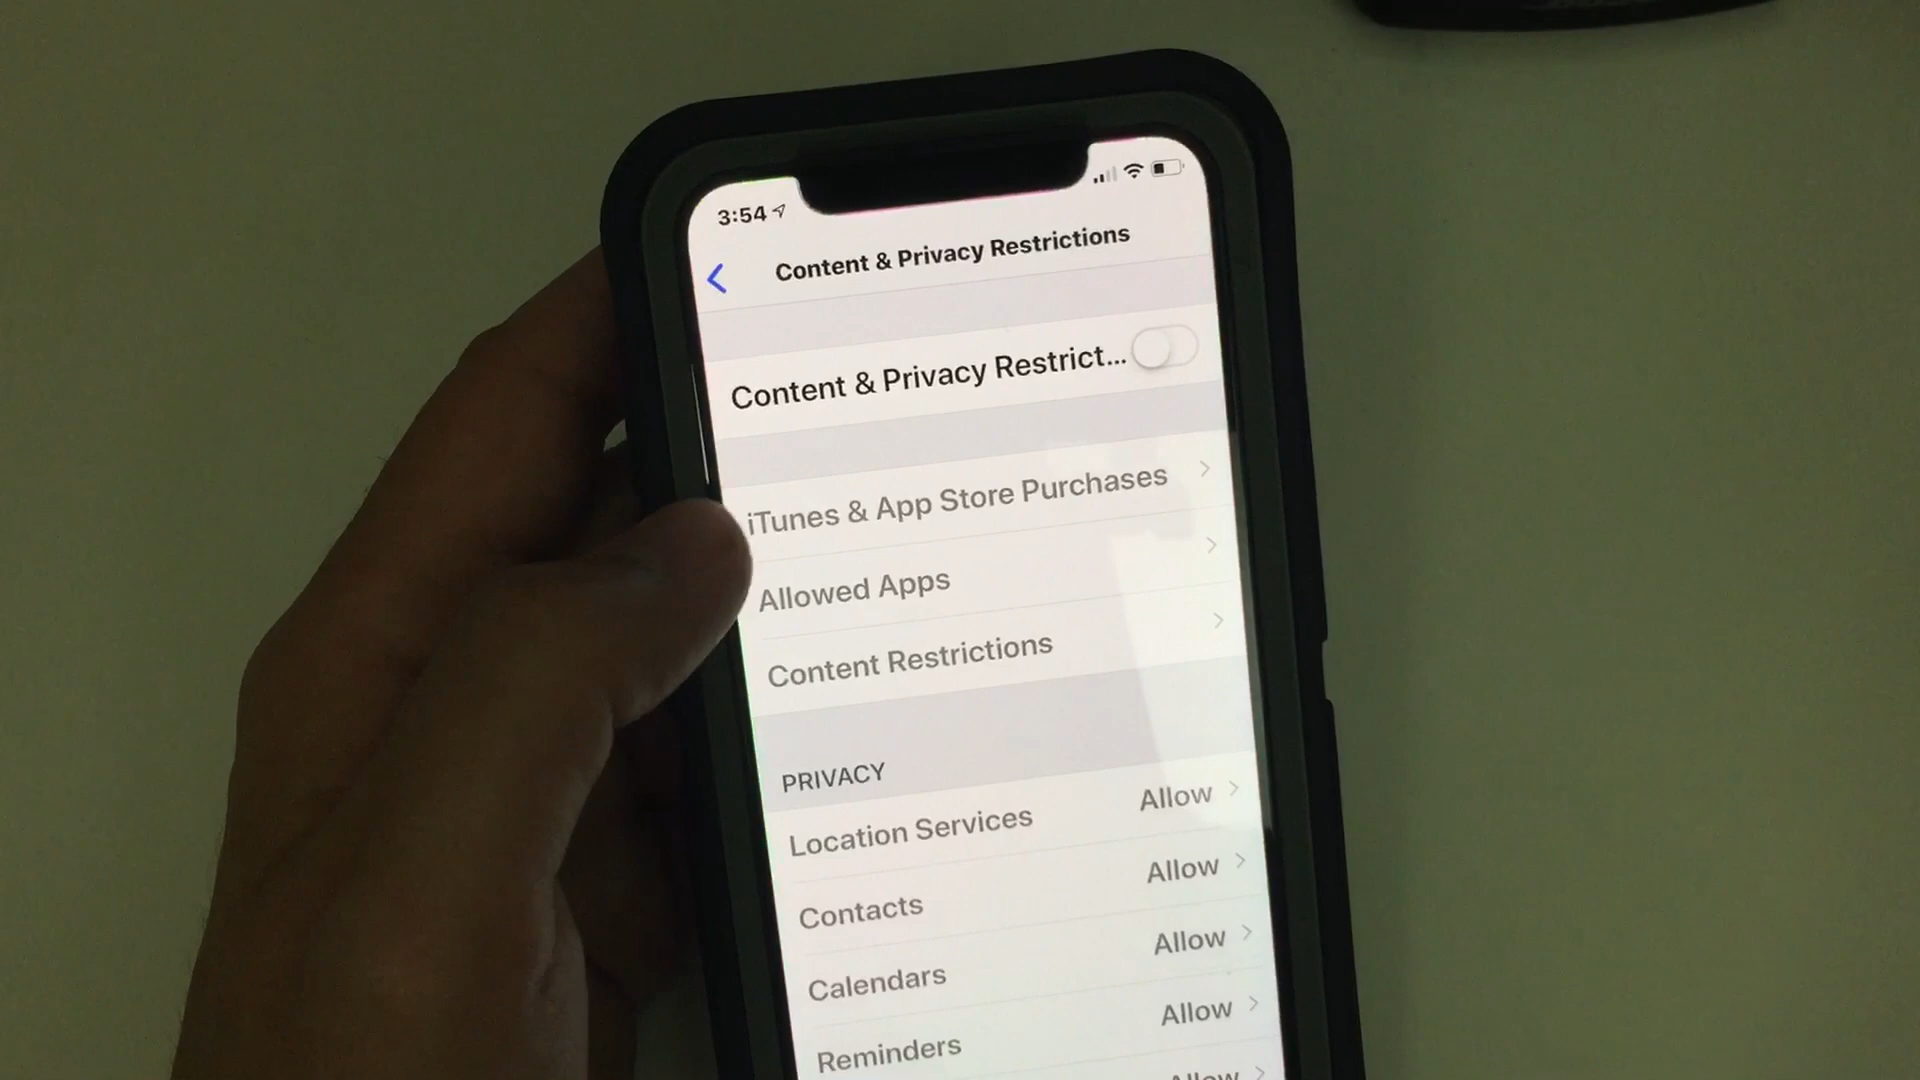 3:54
Content & Privacy Restrictions
Content & Privacy Restrict...
iTunes & App Store Purchases
Allowed Apps
Content Restrictions
PRIVACY
Location Services Allow
Contacts Allow
Calendars Allow
Reminders Allow
Allow